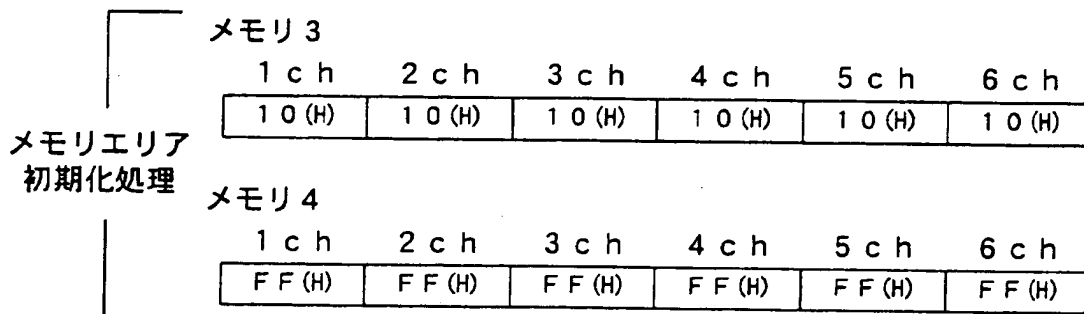 メモリ3
1ch 2ch 3ch 4ch 5ch 6ch
10(H) 10(H) 10(H) 10(H) 10(H) 10(H)
メモリエリア
初期化処理
メモリ4
1ch 2ch 3ch 4ch 5ch 6ch
FF(H) FF(H) FF(H) FF(H) FF(H) FF(H)